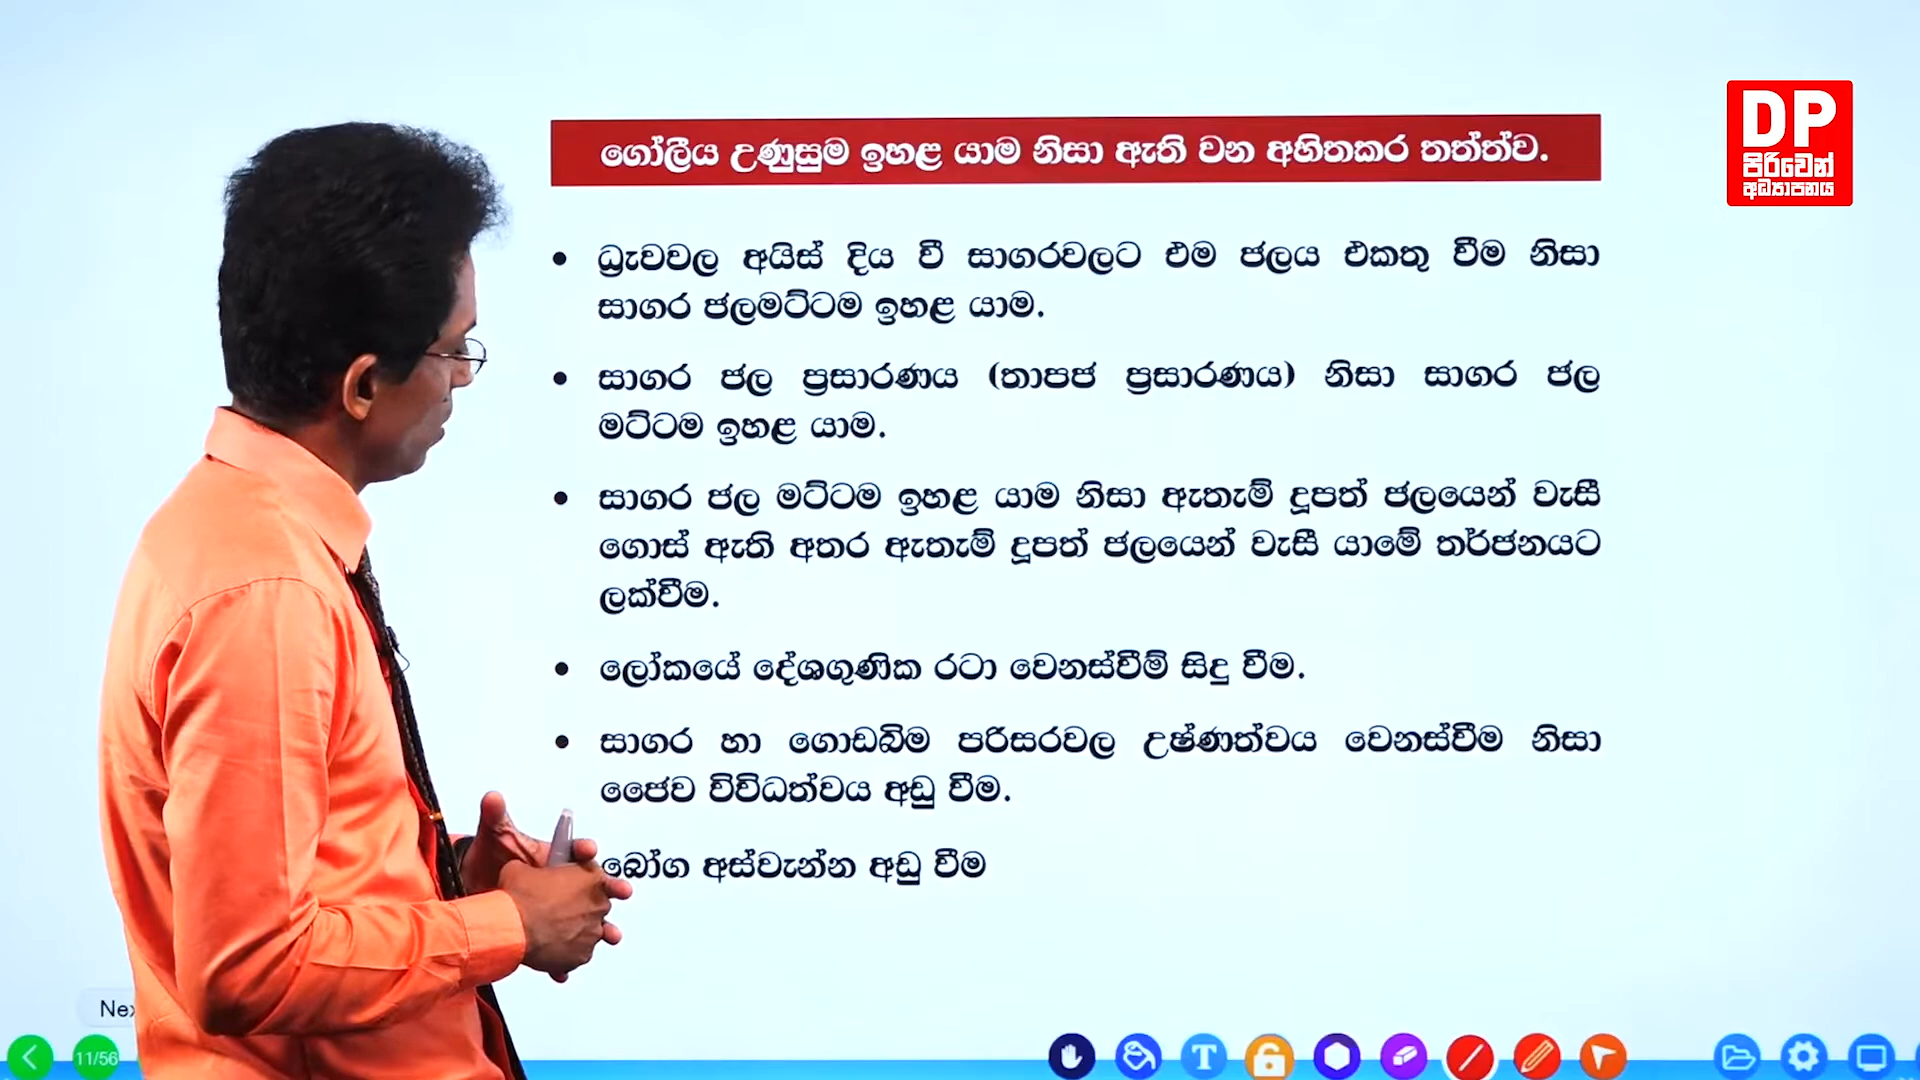 DP
පිරිවෙන්
අධ්‍යාපනය
ගෝලීය උණුසුම ඉහළ යාම නිසා ඇති වන අහිතකර තත්ත්ව.
• ධ්‍රැවවල අයිස් දිය වී සාගරවලට එම ජලය එකතු වීම නිසා
සාගර ජලමට්ටම ඉහළ යාම.
• සාගර ජල ප්‍රසාරණය (තාපජ ප්‍රසාරණය) නිසා සාගර ජල
මට්ටම ඉහළ යාම.
• සාගර ජල මට්ටම ඉහළ යාම නිසා ඇතැම් දූපත් ජලයෙන් වැසී
ගොස් ඇති අතර ඇතැම් දූපත් ජලයෙන් වැසී යාමේ තර්ජනයට
ලක්වීම.
• ලෝකයේ දේශගුණික රටා වෙනස්වීම් සිදු වීම.
• සාගර හා ගොඩබිම පරිසරවල උෂ්ණත්වය වෙනස්වීම නිසා
ජෛව විවිධත්වය අඩු වීම.
බෝග අස්වැන්න අඩු වීම
11/56
T